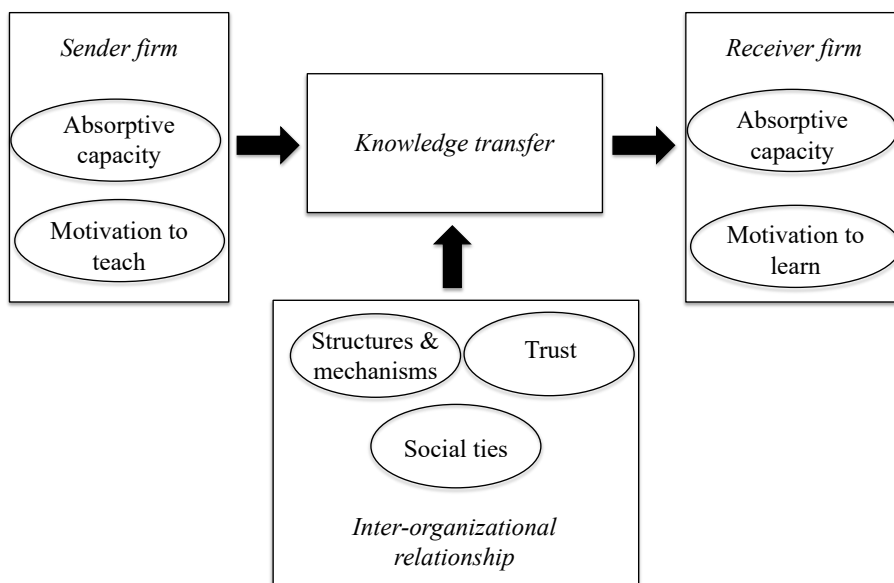 Sender firm
Absorptive
capacity
Motivation to
teach
Knowledge transfer
Receiver firm
Absorptive
capacity
Motivation to
learn
Structures &
mechanisms
Trust
Social ties
Inter-organizational
relationship